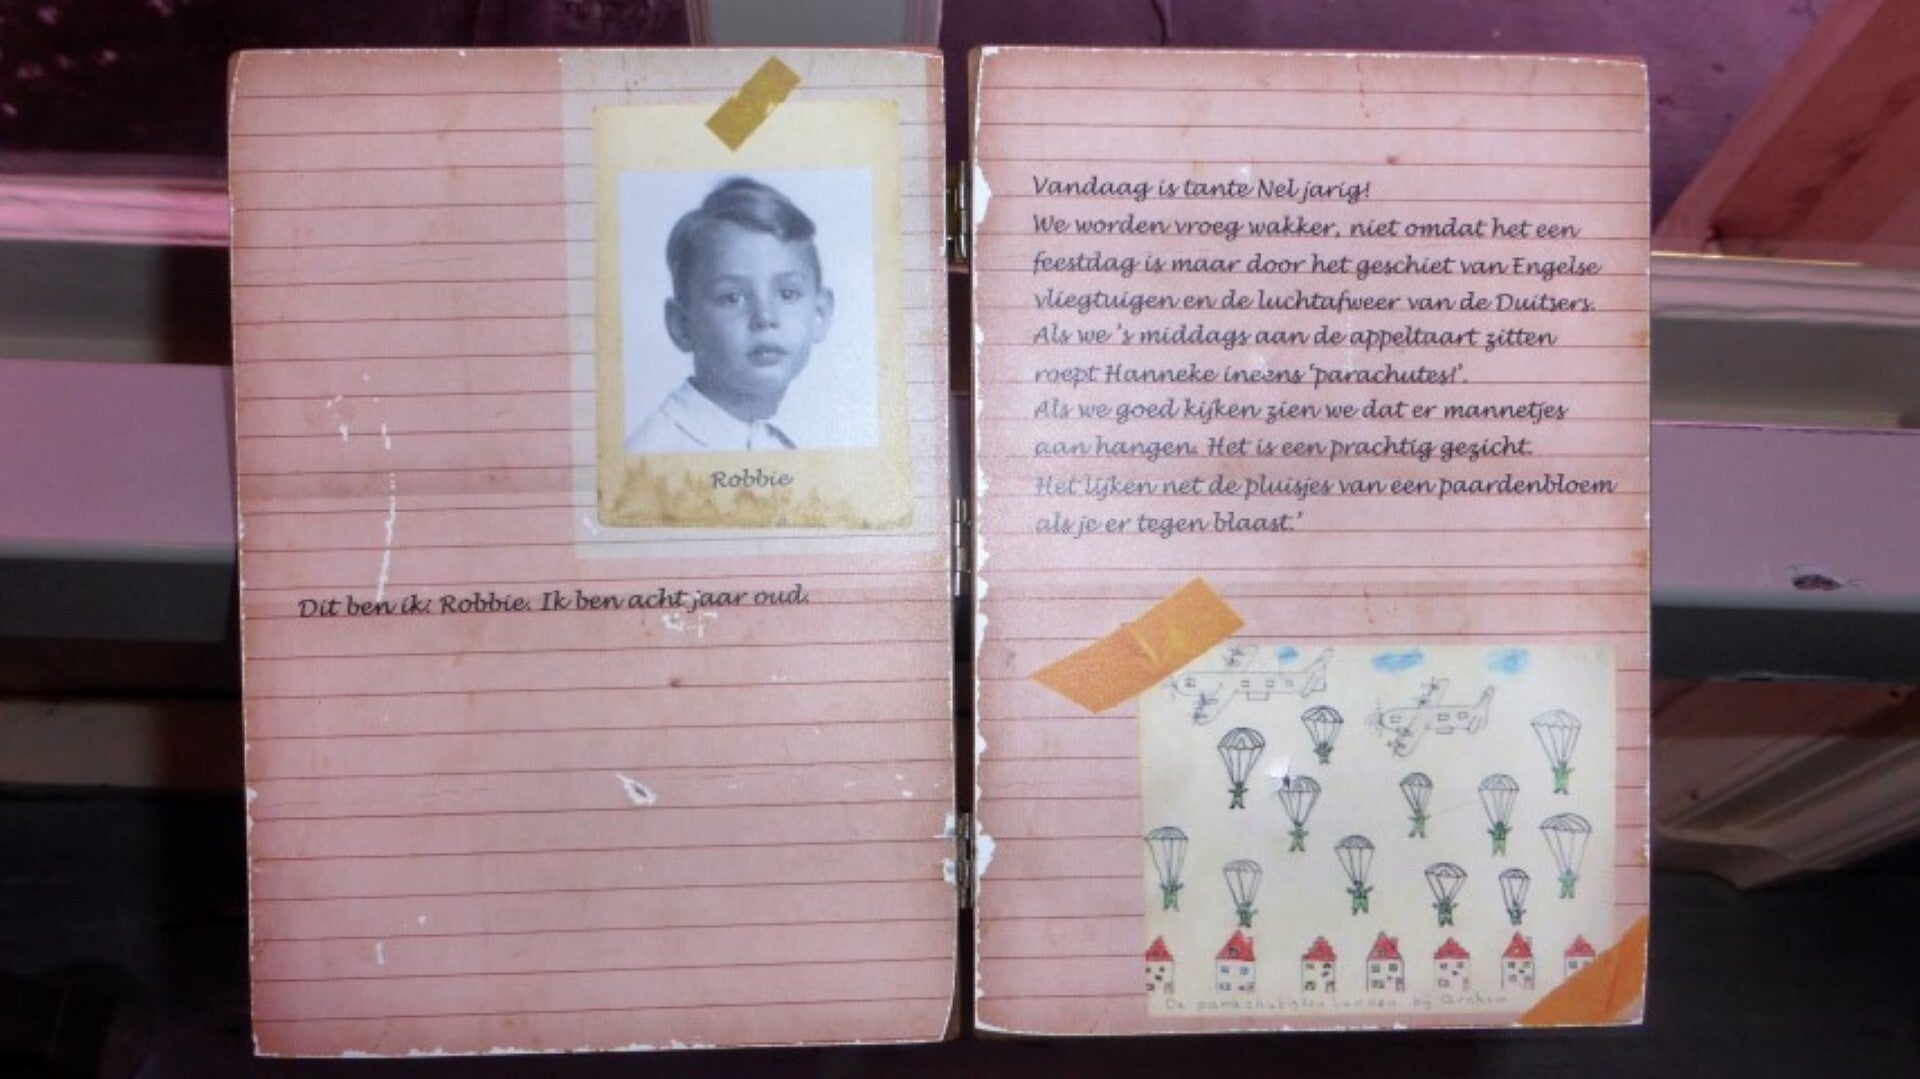 Robbie
Dit ben ik: Robbie. Ik ben acht jaar oud.
Vandaag is tante Nel jarig!
We worden vroeg wakker, niet omdat het een
feestdag is maar door het geschiet van Engelse
vliegtuigen en de luchtafweer van de Duitsers.
Als we 's middags aan de appeltaart zitten
roept Hanneke ineens 'parachutes!'.
Als we goed kijken zien we dat er mannetjes
aan hangen. Het is een prachtig gezicht.
Het lijken net de pluisjes van een paardenbloem
als je er tegen blaast.'
De parachutisten landen bij Arnhem